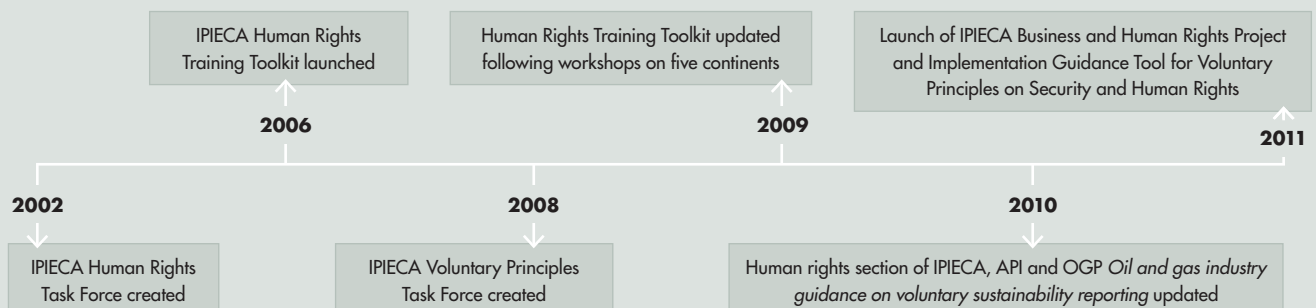 IPIECA Human Rights
Training Toolkit launched
Human Rights Training Toolkit updated
following workshops on five continents
Launch of IPIECA Business and Human Rights Project
and Implementation Guidance Tool for Voluntary
Principles on Security and Human Rights
2006
2009
2011
2002
2008
2010
IPIECA Human Rights
Task Force created
IPIECA Voluntary Principles
Task Force created
Human rights section of IPIECA, API and OGP Oil and gas industry
guidance on voluntary sustainability reporting updated